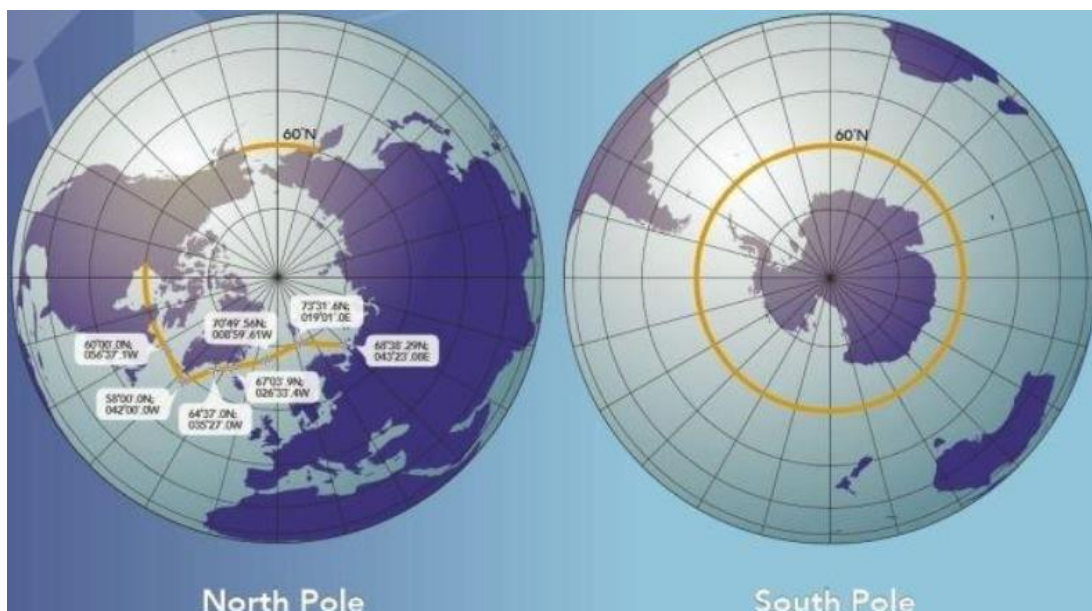 60°N
73°31'.6N;
019°01'.0E
70°49'.56N;
008°59'.61W
68°38'.29N;
043°23'.08E
60°00'.0N;
056°37'.1W
67°03'.9N;
026°33'.4W
58°00'.0N;
042°00'.0W
64°37'.0N;
035°27'.0W
North Pole
60°N
South Pole